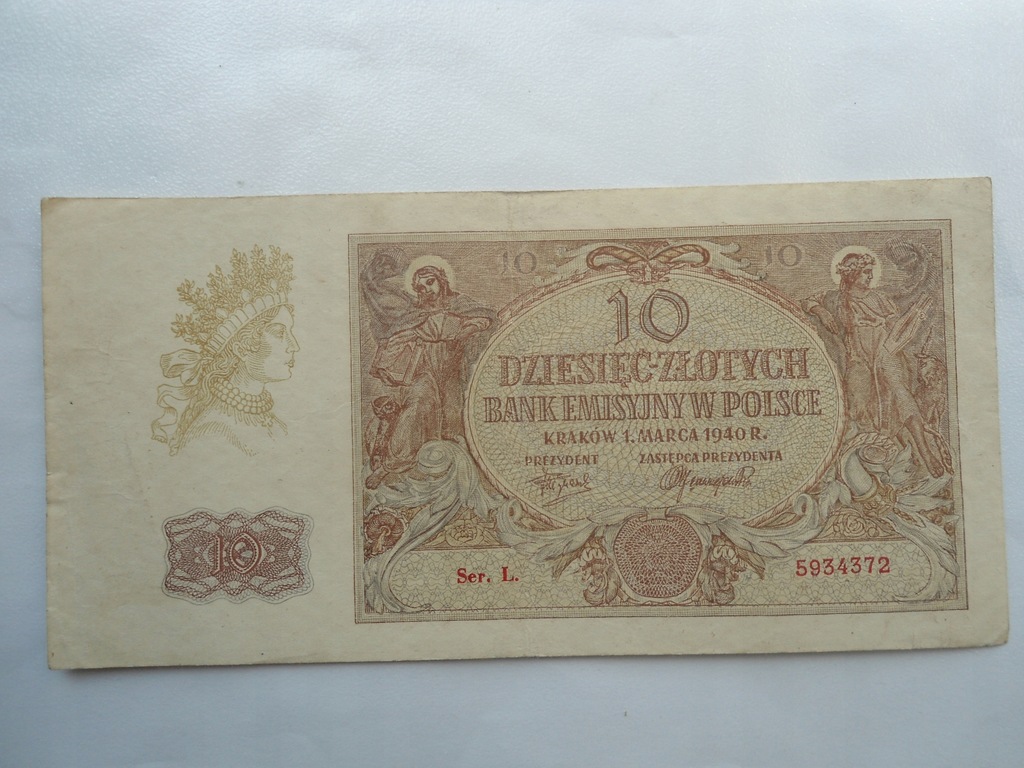 10 10
10
DZIESIĘĆ-ZŁOTYCH
BANK EMISYJNY W POLSCE
KRAKÓW 1. MARCA 1940 R.
PREZYDENT ZASTĘPCA PREZYDENTA
10
Ser. L. 5934372